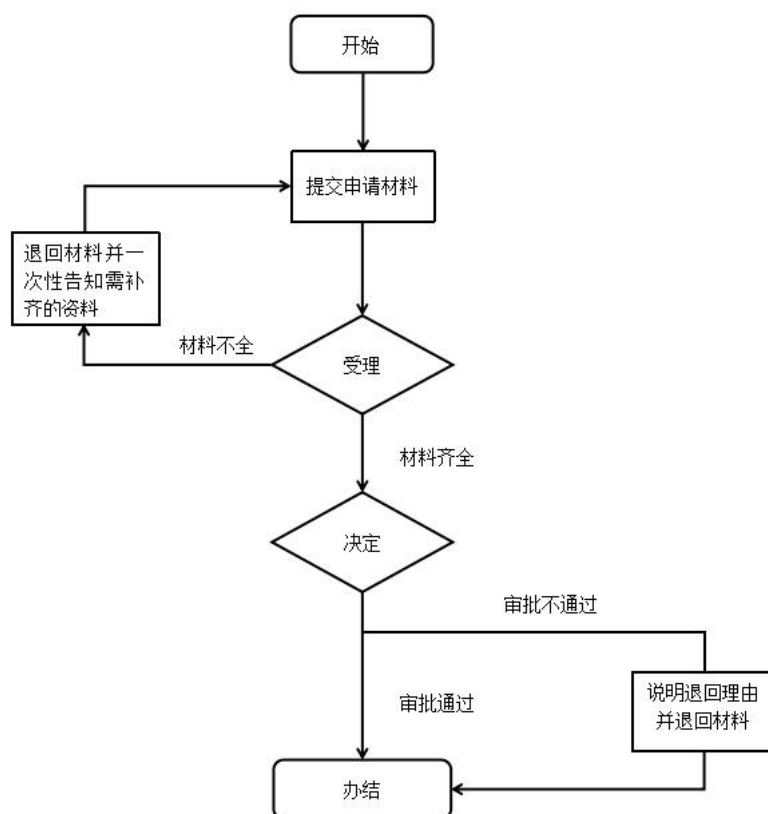 开始
提交申请材料
退回材料并一
次性告知需补
齐的资料
材料不全
受理
材料齐全
决定
审批不通过
审批通过
说明退回理由
并退回材料
办结